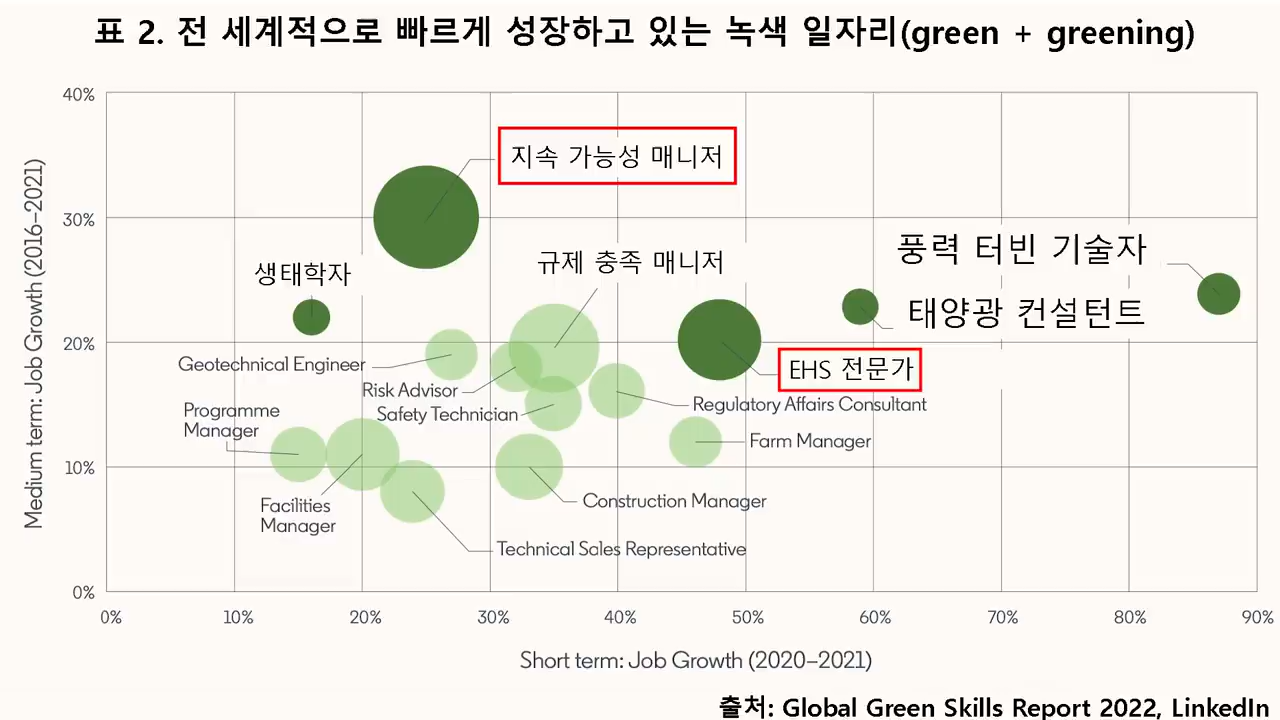 표 2. 전 세계적으로 빠르게 성장하고 있는 녹색 일자리(green + greening)
Medium term: Job Growth (2016–2021)
40%
30%
20%
10%
0%
지속 가능성 매니저
생태학자
규제 충족 매니저
풍력 터빈 기술자
태양광 컨설턴트
EHS 전문가
Geotechnical Engineer
Risk Advisor
Safety Technician
Regulatory Affairs Consultant
Programme
Manager
Farm Manager
Facilities
Manager
Construction Manager
Technical Sales Representative
0%
10%
20%
30%
40%
50%
60%
70%
80%
90%
Short term: Job Growth (2020–2021)
출처: Global Green Skills Report 2022, LinkedIn